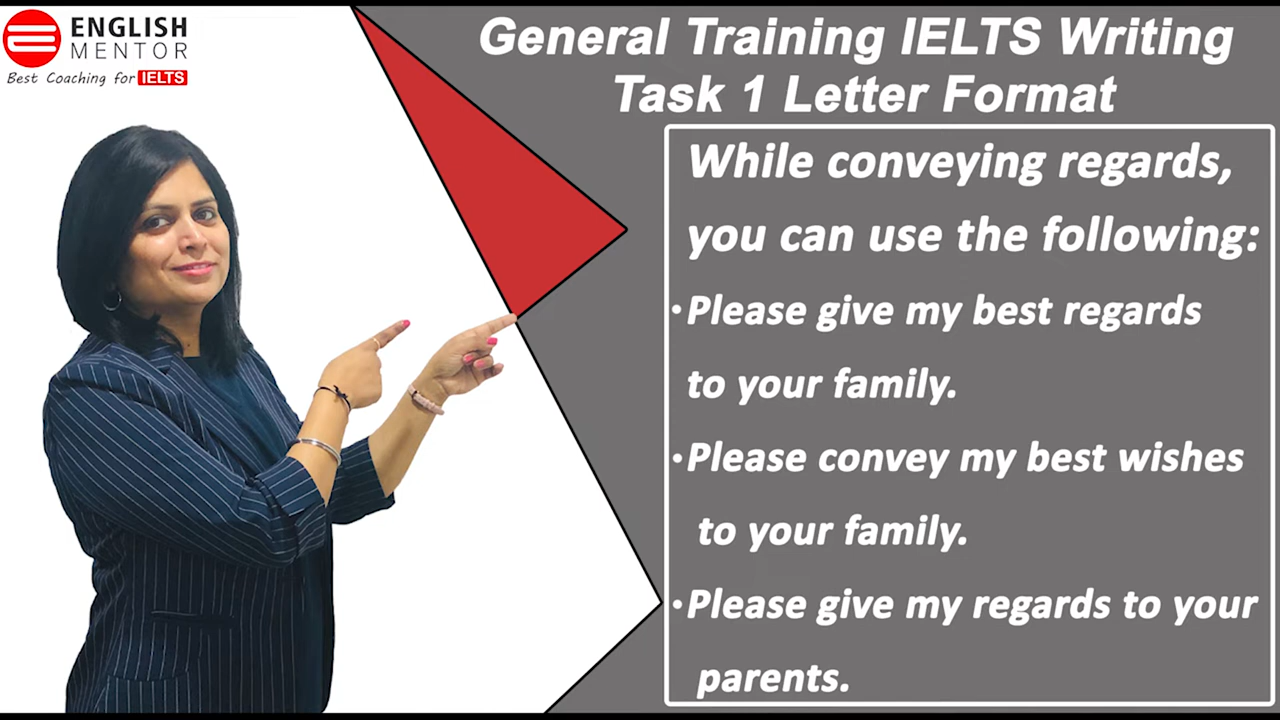 ENGLISH
MENTOR
Best Coaching for IELTS
General Training IELTS Writing
Task 1 Letter Format
While conveying regards,
you can use the following:
•Please give my best regards
to your family.
•Please convey my best wishes
to your family.
•Please give my regards to your
parents.